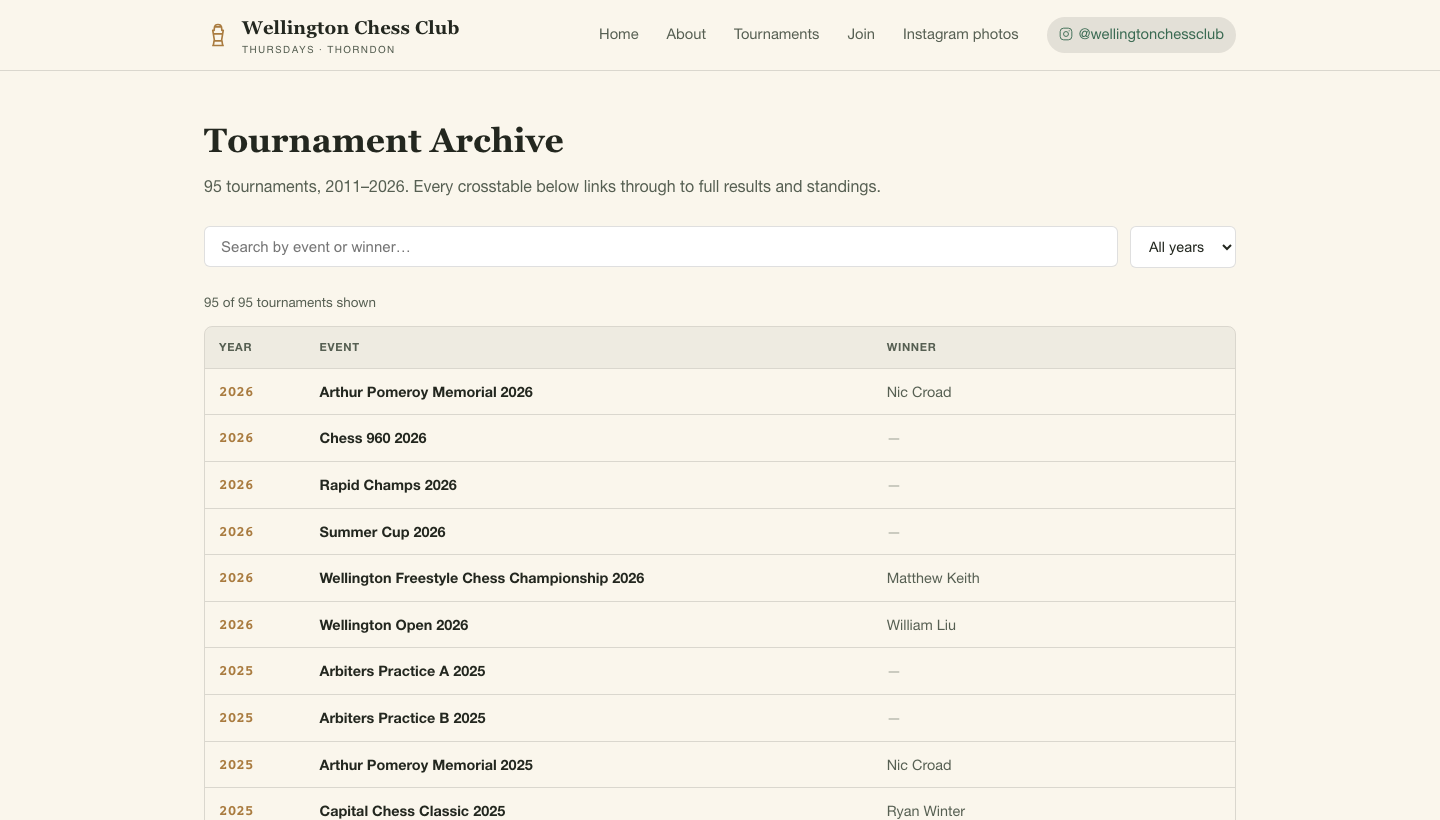 Wellington Chess Club
THURSDAYS · THORNDON
Home About Tournaments Join Instagram photos @wellingtonchessclub
Tournament Archive
95 tournaments, 2011–2026. Every crosstable below links through to full results and standings.
Search by event or winner…
All years
95 of 95 tournaments shown
YEAR EVENT WINNER
2026 Arthur Pomeroy Memorial 2026 Nic Croad
2026 Chess 960 2026 —
2026 Rapid Champs 2026 —
2026 Summer Cup 2026 —
2026 Wellington Freestyle Chess Championship 2026 Matthew Keith
2026 Wellington Open 2026 William Liu
2025 Arbiters Practice A 2025 —
2025 Arbiters Practice B 2025 —
2025 Arthur Pomeroy Memorial 2025 Nic Croad
2025 Capital Chess Classic 2025 Ryan Winter